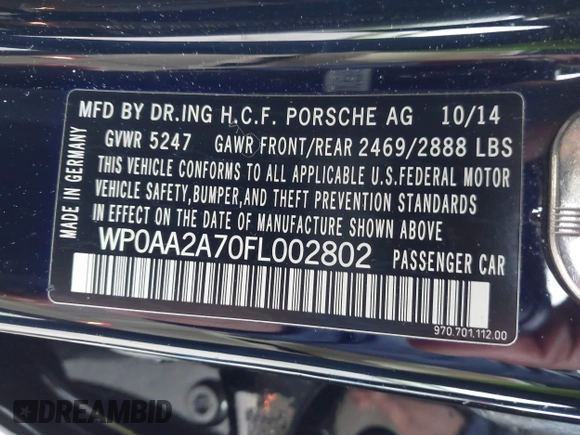 MFD BY DR.ING H.C.F. PORSCHE AG 10/14
GVWR 5247 GAWR FRONT/REAR 2469/2888 LBS
THIS VEHICLE CONFORMS TO ALL APPLICABLE U.S.FEDERAL MOTOR
VEHICLE SAFETY,BUMPER,AND THEFT PREVENTION STANDARDS
IN EFFECT ON THE DATE OF MANUFACTURE SHOWN ABOVE
WP0AA2A70FL002802 PASSENGER CAR
MADE IN GERMANY
970.701.112.00
DREAMBID